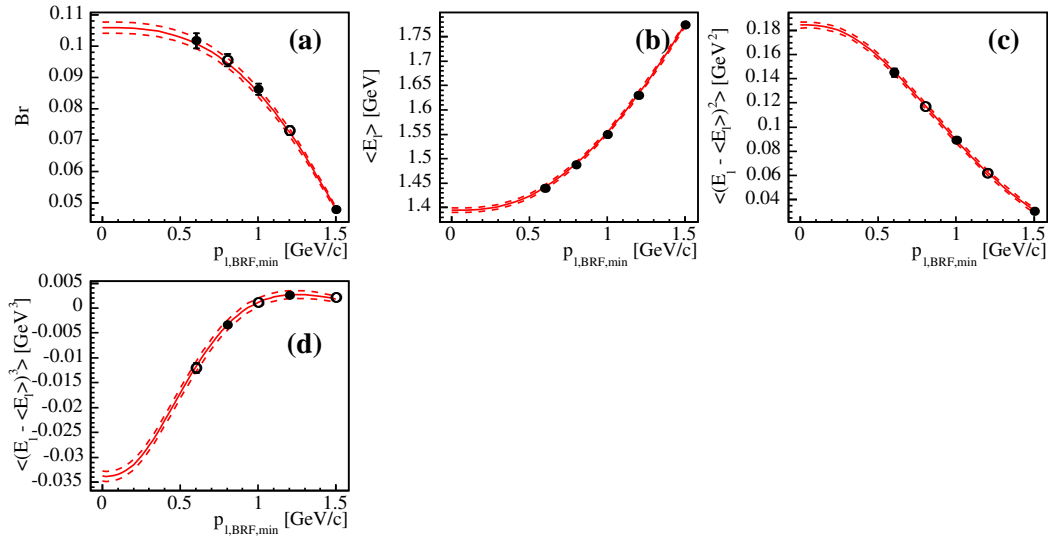 Br
0.11
0.1
0.09
0.08
0.07
0.06
0.05
(a)
0 0.5 1 1.5
p_l,BRF,min [GeV/c]
<E_l> [GeV]
1.75
1.7
1.65
1.6
1.55
1.5
1.45
1.4
(b)
0 0.5 1 1.5
p_l,BRF,min [GeV/c]
<(E_l - <E_l>)^2> [GeV^2]
0.18
0.16
0.14
0.12
0.1
0.08
0.06
0.04
(c)
0 0.5 1 1.5
p_l,BRF,min [GeV/c]
<(E_l - <E_l>)^3> [GeV^3]
0.005
0
-0.005
-0.01
-0.015
-0.02
-0.025
-0.03
-0.035
(d)
0 0.5 1 1.5
p_l,BRF,min [GeV/c]